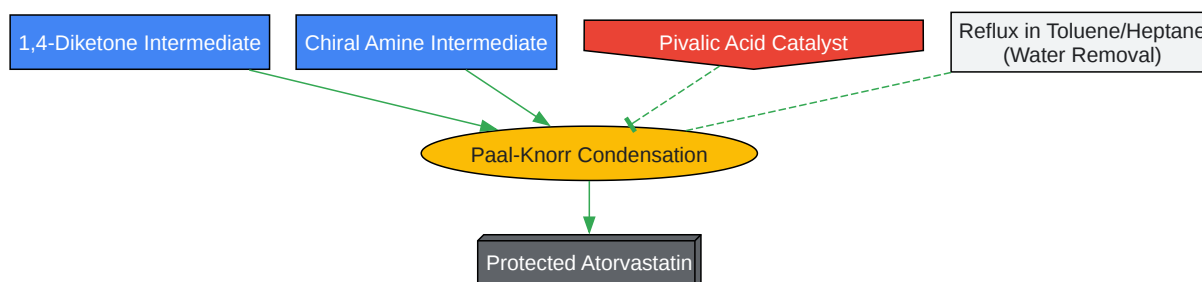 1,4-Diketone Intermediate
Chiral Amine Intermediate
Pivalic Acid Catalyst
Reflux in Toluene/Heptane
(Water Removal)
Paal-Knorr Condensation
Protected Atorvastatin